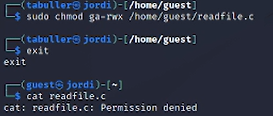 ┌──(tabuller㉿jordi)-[/home/guest]
└─$ sudo chmod ga-rwx /home/guest/readfile.c
┌──(tabuller㉿jordi)-[/home/guest]
└─$ exit
exit
┌──(guest㉿jordi)-[~]
└─$ cat readfile.c
cat: readfile.c: Permission denied